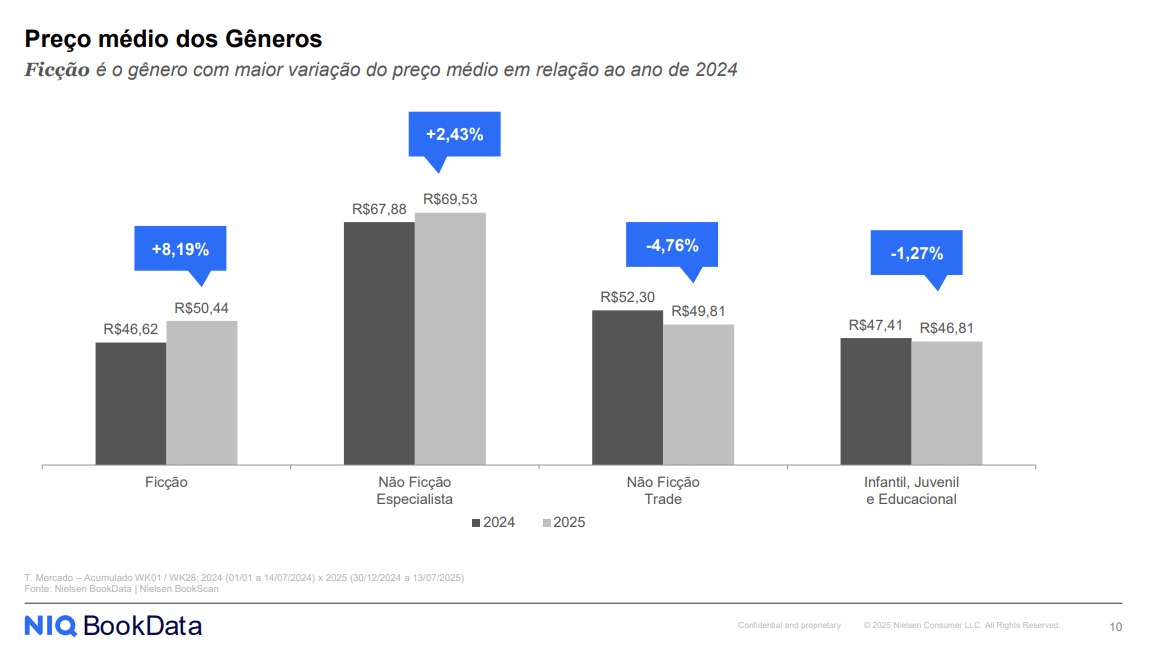 Preço médio dos Gêneros
Ficção é o gênero com maior variação do preço médio em relação ao ano de 2024
+2,43%
R$67,88
R$69,53
+8,19%
-4,76%
-1,27%
R$46,62
R$50,44
R$52,30
R$49,81
R$47,41
R$46,81
Ficção
Não Ficção
Especialista
Não Ficção
Trade
Infantil, Juvenil
e Educacional
2024
2025
T. Mercado – Acumulado WK01 / WK28: 2024 (01/01 a 14/07/2024) x 2025 (30/12/2024 a 13/07/2025)
Fonte: Nielsen BookData | Nielsen BookScan
NIQ BookData
Confidential and proprietary
© 2025 Nielsen Consumer LLC. All Rights Reserved.
10